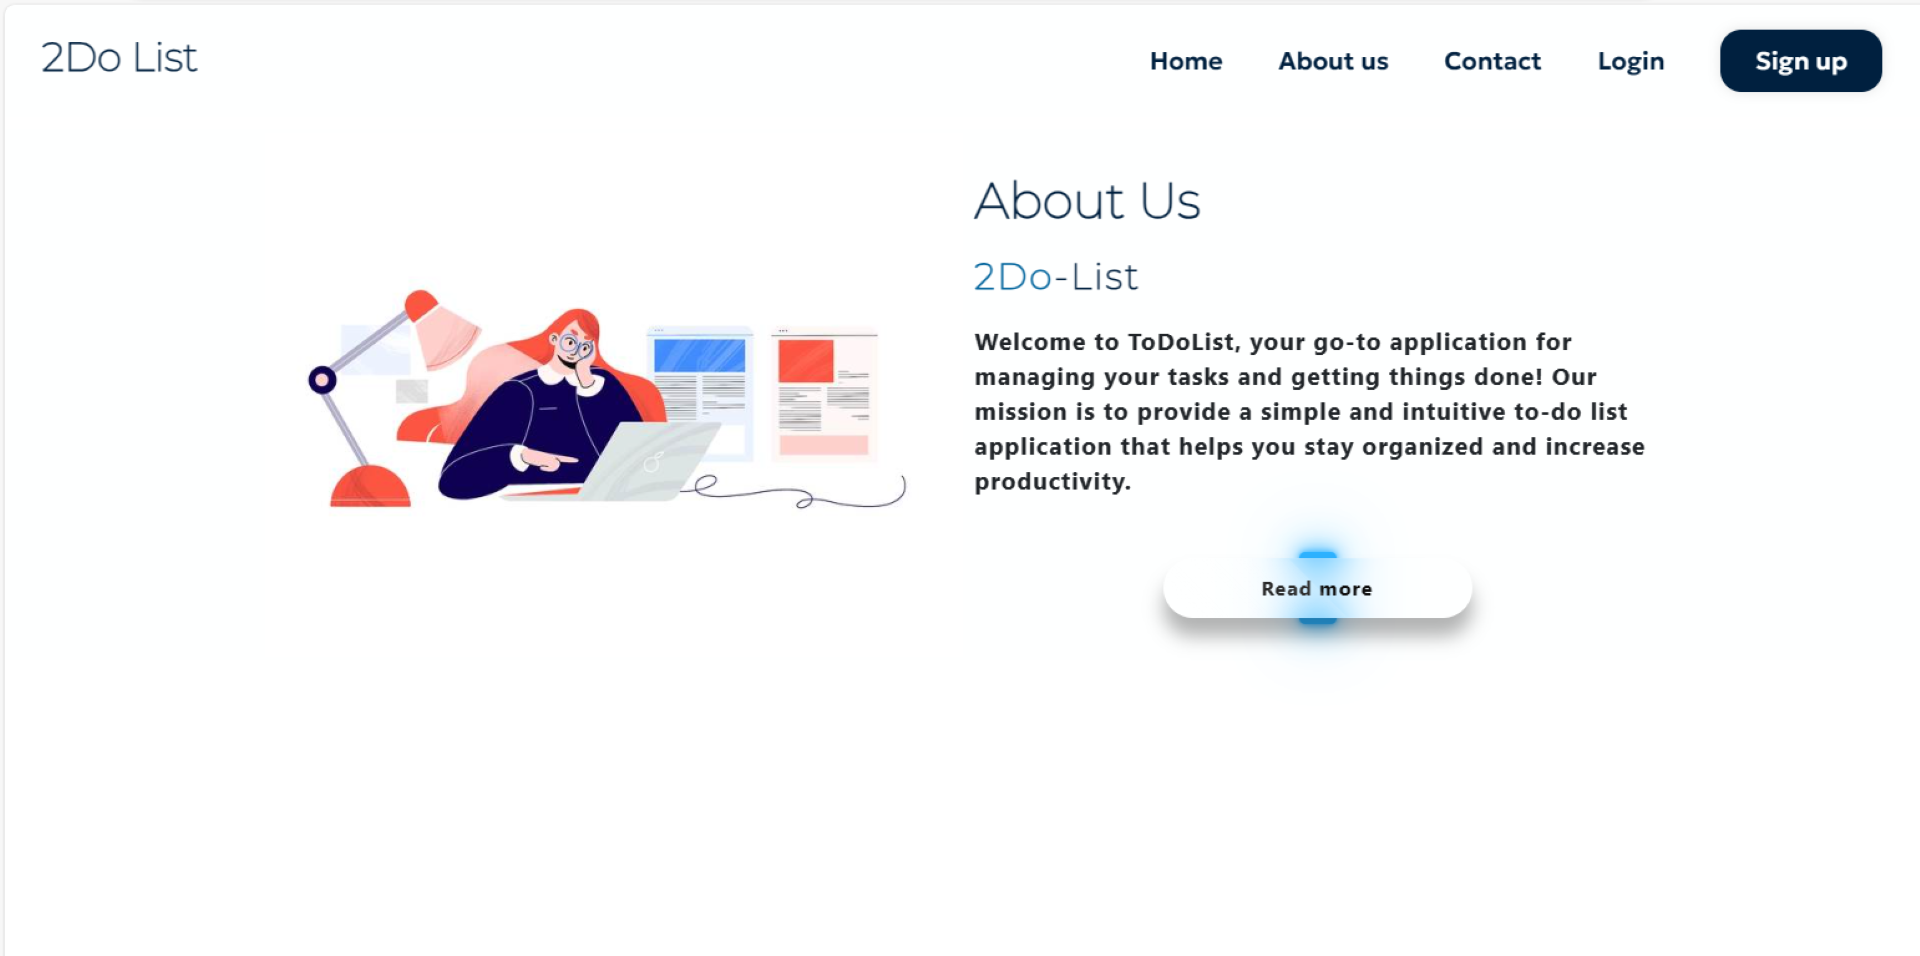 2Do List
Home
About us
Contact
Login
Sign up
About Us
2Do-List
Welcome to ToDoList, your go-to application for
managing your tasks and getting things done! Our
mission is to provide a simple and intuitive to-do list
application that helps you stay organized and increase
productivity.
Read more